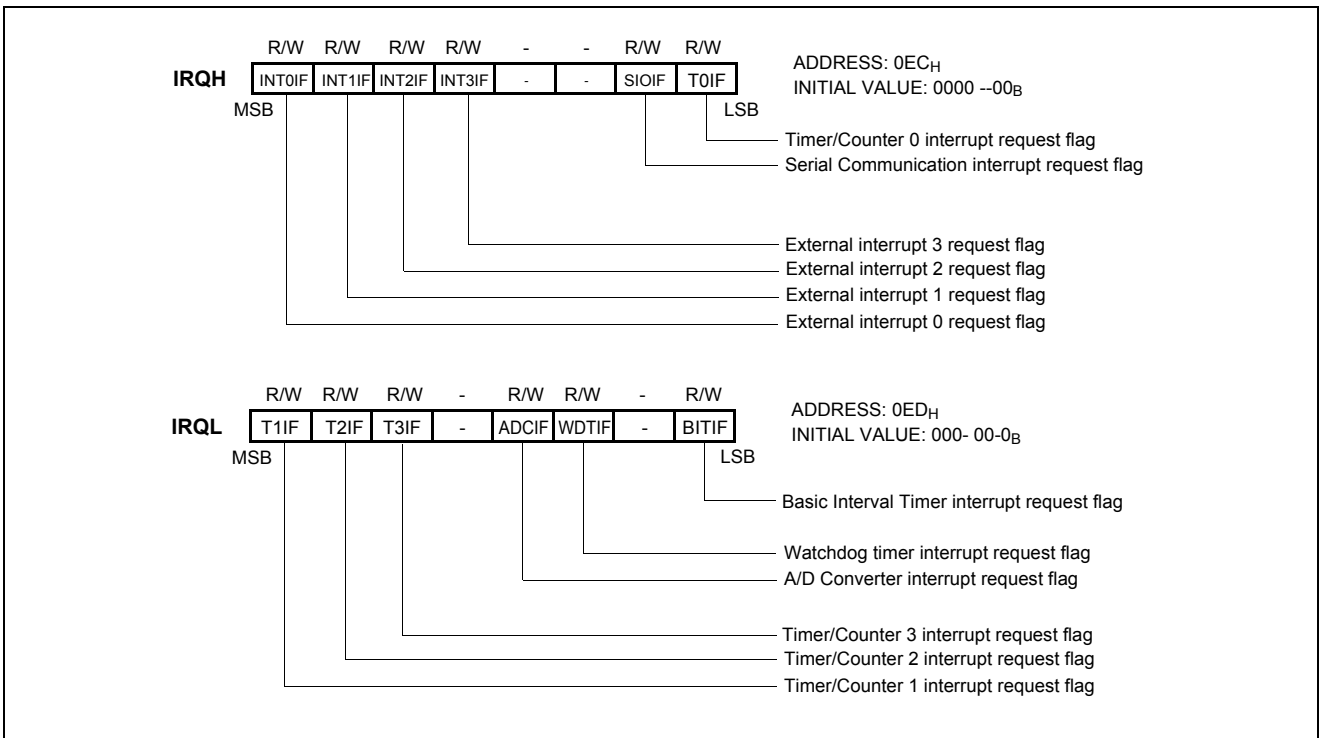 R/W R/W R/W R/W - - R/W R/W
IRQH INT0IF INT1IF INT2IF INT3IF - - SIOIF T0IF
MSB LSB
ADDRESS: 0ECH
INITIAL VALUE: 0000 --00B
Timer/Counter 0 interrupt request flag
Serial Communication interrupt request flag
External interrupt 3 request flag
External interrupt 2 request flag
External interrupt 1 request flag
External interrupt 0 request flag
R/W R/W R/W - R/W R/W - R/W
IRQL T1IF T2IF T3IF - ADCIF WDTIF - BITIF
MSB LSB
ADDRESS: 0EDH
INITIAL VALUE: 000- 00-0B
Basic Interval Timer interrupt request flag
Watchdog timer interrupt request flag
A/D Converter interrupt request flag
Timer/Counter 3 interrupt request flag
Timer/Counter 2 interrupt request flag
Timer/Counter 1 interrupt request flag